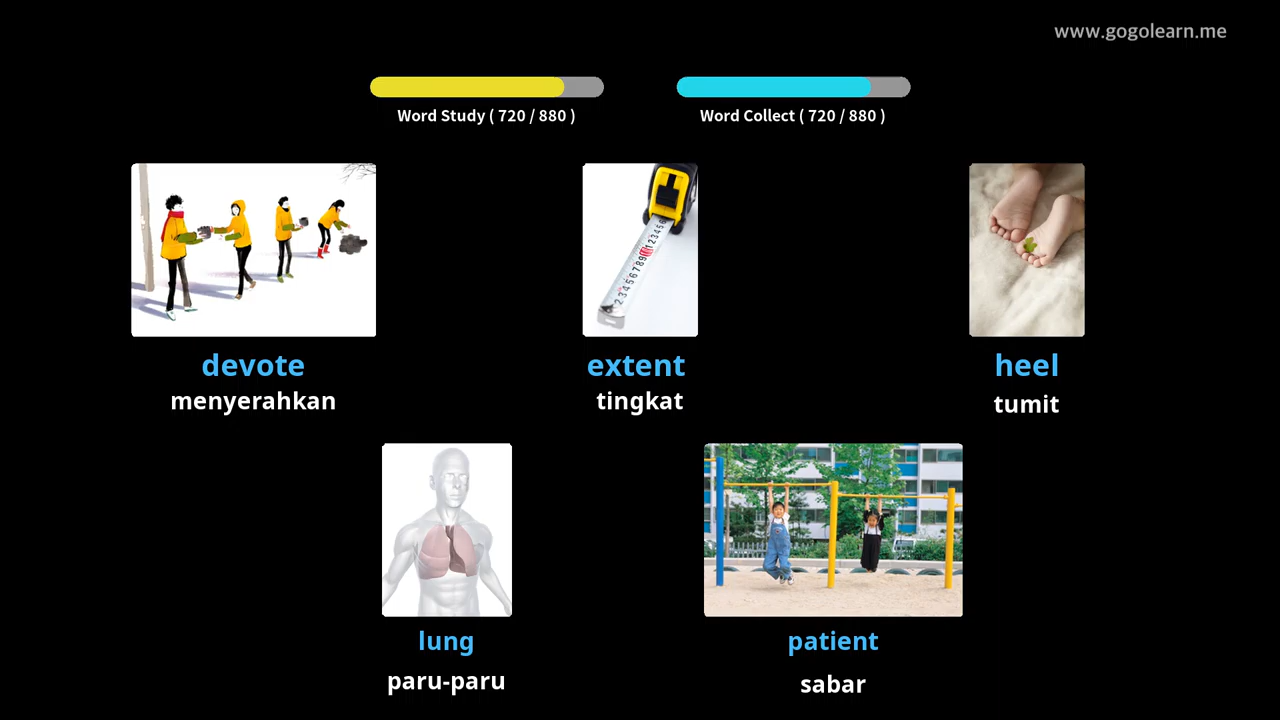 www.gogolearn.me
Word Study ( 720 / 880 )
Word Collect ( 720 / 880 )
devote
menyerahkan
extent
tingkat
heel
tumit
lung
paru-paru
patient
sabar